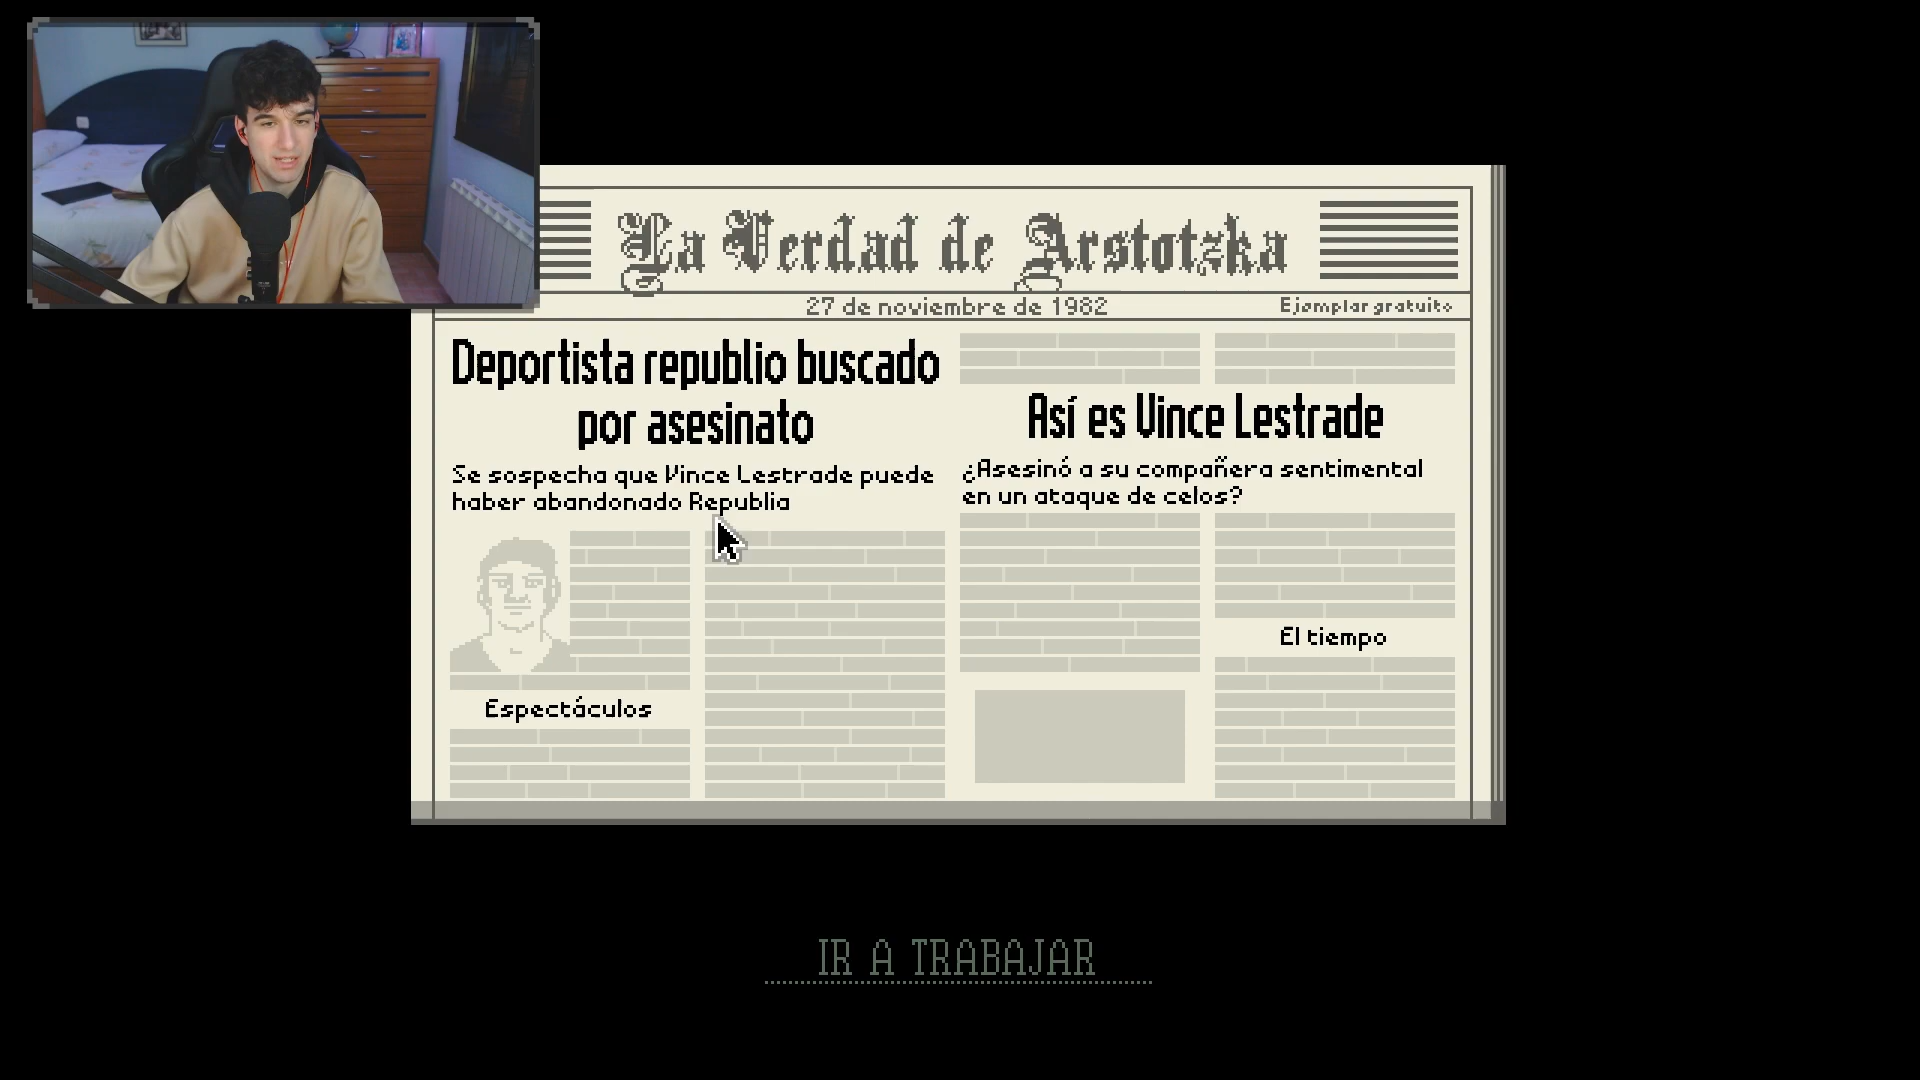 La Verdad de Arstotzka
27 de noviembre de 1982
Ejemplar gratuito
Deportista republio buscado
por asesinato
Se sospecha que Vince Lestrade puede
haber abandonado Republia
Espectáculos
Así es Vince Lestrade
¿Asesinó a su compañera sentimental
en un ataque de celos?
El tiempo
IR A TRABAJAR